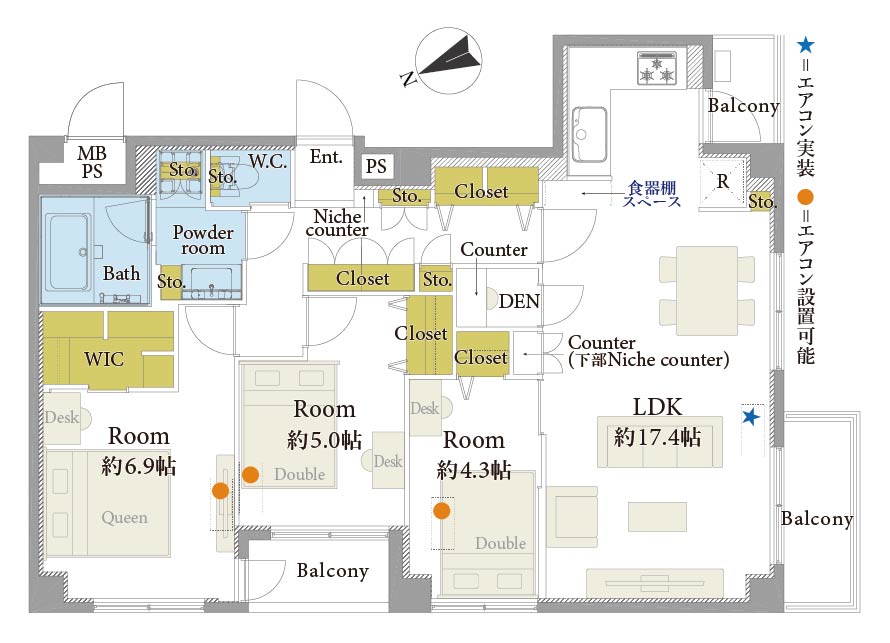 N
MB
PS
Sto.
Sto.
W.C.
Ent.
PS
Sto.
Closet
食器棚
スペース
R
Sto.
Balcony
★=エアコン実装 ●=エアコン設置可能
Niche
counter
Powder
room
Bath
Sto.
Closet
Sto.
Counter
DEN
Closet
Closet
Counter
(下部Niche counter)
WIC
Desk
Room
約6.9帖
Queen
Room
約5.0帖
Double
Desk
Desk
Room
約4.3帖
Double
LDK
約17.4帖
Balcony
Balcony